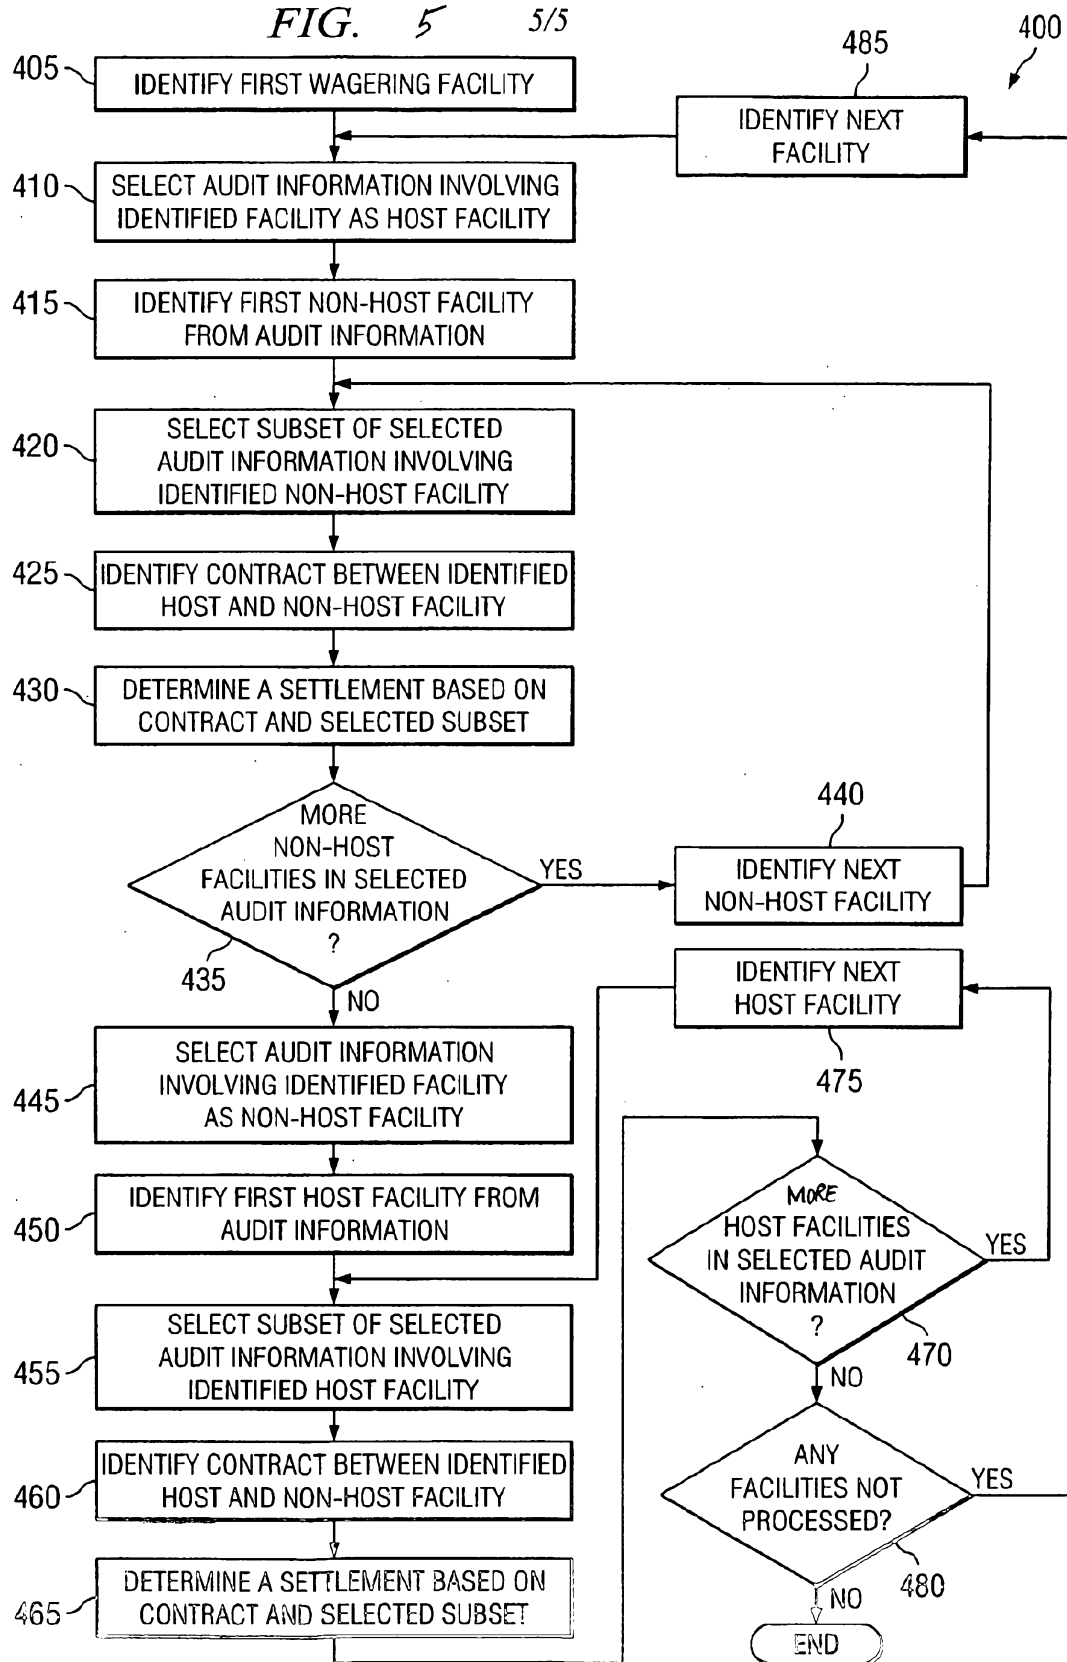 FIG. 5 5/5
400
405
IDENTIFY FIRST WAGERING FACILITY
485
IDENTIFY NEXT
FACILITY
410
SELECT AUDIT INFORMATION INVOLVING
IDENTIFIED FACILITY AS HOST FACILITY
415
IDENTIFY FIRST NON-HOST FACILITY
FROM AUDIT INFORMATION
420
SELECT SUBSET OF SELECTED
AUDIT INFORMATION INVOLVING
IDENTIFIED NON-HOST FACILITY
425
IDENTIFY CONTRACT BETWEEN IDENTIFIED
HOST AND NON-HOST FACILITY
430
DETERMINE A SETTLEMENT BASED ON
CONTRACT AND SELECTED SUBSET
MORE
NON-HOST
FACILITIES IN SELECTED
AUDIT INFORMATION
?
435
YES
NO
440
IDENTIFY NEXT
NON-HOST FACILITY
IDENTIFY NEXT
HOST FACILITY
475
445
SELECT AUDIT INFORMATION
INVOLVING IDENTIFIED FACILITY
AS NON-HOST FACILITY
450
IDENTIFY FIRST HOST FACILITY FROM
AUDIT INFORMATION
455
SELECT SUBSET OF SELECTED
AUDIT INFORMATION INVOLVING
IDENTIFIED HOST FACILITY
460
IDENTIFY CONTRACT BETWEEN IDENTIFIED
HOST AND NON-HOST FACILITY
465
DETERMINE A SETTLEMENT BASED ON
CONTRACT AND SELECTED SUBSET
MORE
HOST FACILITIES
IN SELECTED AUDIT
INFORMATION
?
YES
470
NO
ANY
FACILITIES NOT
PROCESSED?
YES
480
NO
END